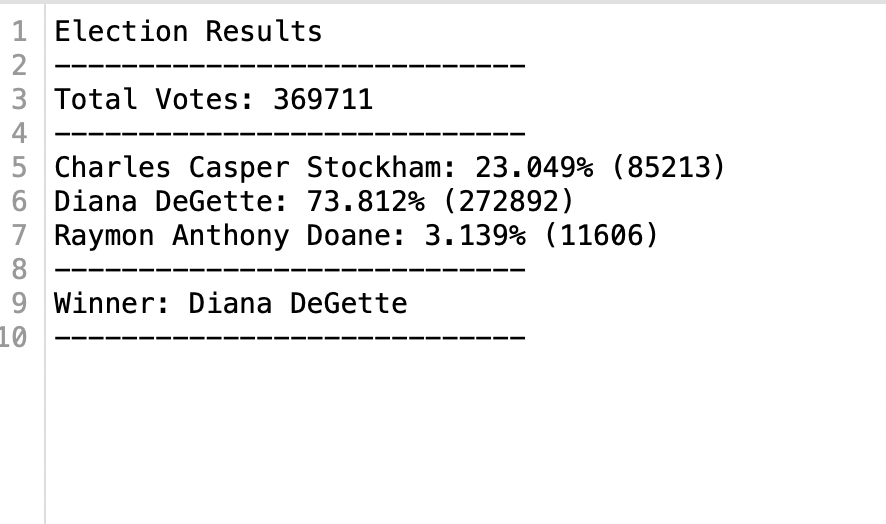 1 Election Results
2 ----------------------------
3 Total Votes: 369711
4 ----------------------------
5 Charles Casper Stockham: 23.049% (85213)
6 Diana DeGette: 73.812% (272892)
7 Raymon Anthony Doane: 3.139% (11606)
8 ----------------------------
9 Winner: Diana DeGette
10 ----------------------------